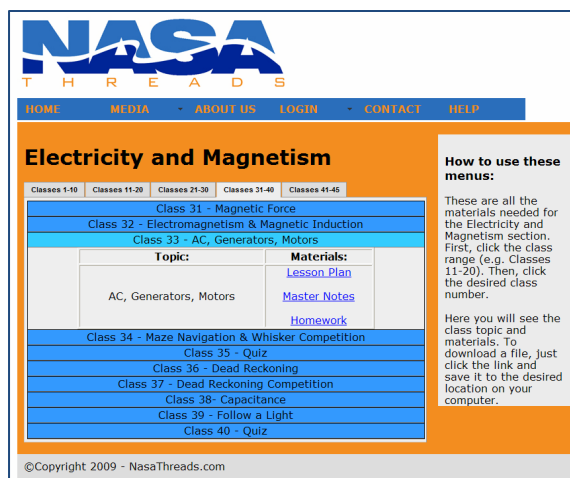 NASA
THREADS
HOME MEDIA ABOUT US LOGIN CONTACT HELP
Electricity and Magnetism
Classes 1-10 Classes 11-20 Classes 21-30 Classes 31-40 Classes 41-45
Class 31 - Magnetic Force
Class 32 - Electromagnetism & Magnetic Induction
Class 33 - AC, Generators, Motors
Topic: Materials:
AC, Generators, Motors
Lesson Plan
Master Notes
Homework
Class 34 - Maze Navigation & Whisker Competition
Class 35 - Quiz
Class 36 - Dead Reckoning
Class 37 - Dead Reckoning Competition
Class 38- Capacitance
Class 39 - Follow a Light
Class 40 - Quiz
How to use these
menus:
These are all the
materials needed for
the Electricity and
Magnetism section.
First, click the class
range (e.g. Classes
11-20). Then, click
the desired class
number.
Here you will see the
class topic and
materials. To
download a file, just
click the link and
save it to the desired
location on your
computer.
©Copyright 2009 - NasaThreads.com